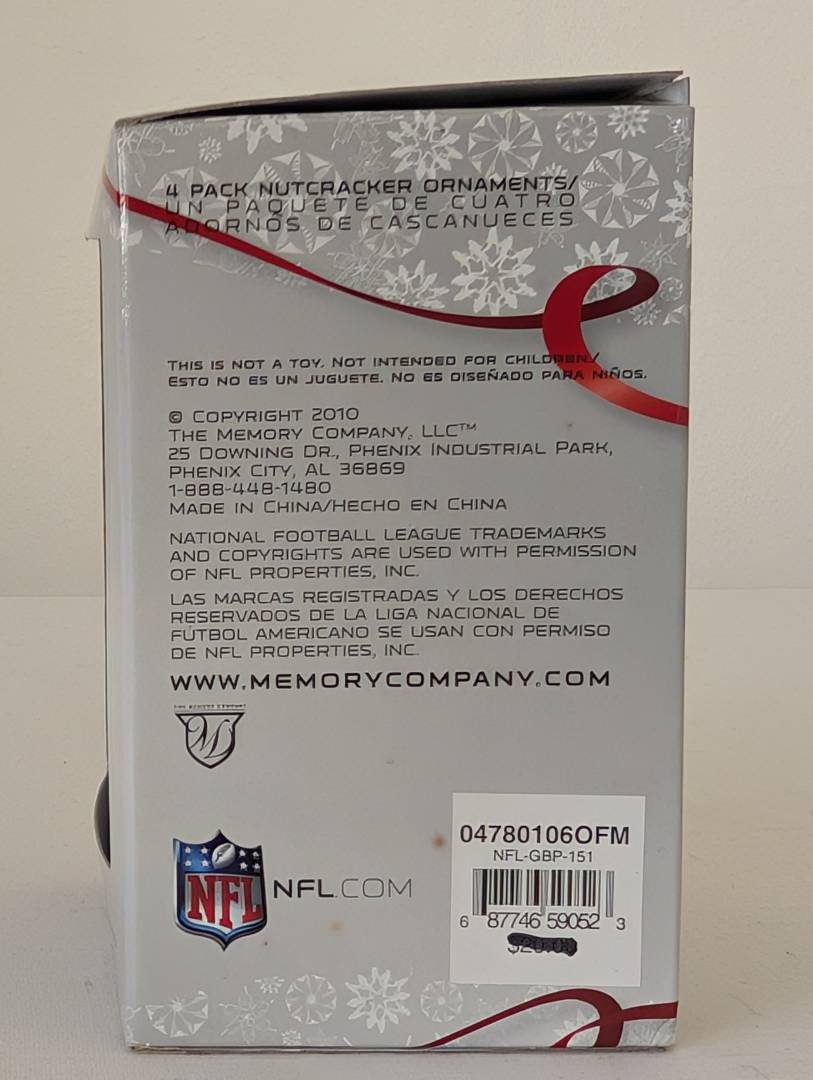 4 PACK NUTCRACKER ORNAMENTS/
UN PAQUETE DE CUATRO
ADORNOS DE CASCANUECES
THIS IS NOT A TOY. NOT INTENDED FOR CHILDREN/
ESTO NO ES UN JUGUETE. NO ES DISEÑADO PARA NIÑOS.
© COPYRIGHT 2010
THE MEMORY COMPANY, LLC™
25 DOWNING DR., PHENIX INDUSTRIAL PARK,
PHENIX CITY, AL 36869
1-888-448-1480
MADE IN CHINA/HECHO EN CHINA
NATIONAL FOOTBALL LEAGUE TRADEMARKS
AND COPYRIGHTS ARE USED WITH PERMISSION
OF NFL PROPERTIES, INC.
LAS MARCAS REGISTRADAS Y LOS DERECHOS
RESERVADOS DE LA LIGA NACIONAL DE
FÚTBOL AMERICANO SE USAN CON PERMISO
DE NFL PROPERTIES, INC.
WWW.MEMORYCOMPANY.COM
THE MEMORY COMPANY
M
NFL NFL.COM
04780106OFM
NFL-GBP-151
6 87746 59052 3